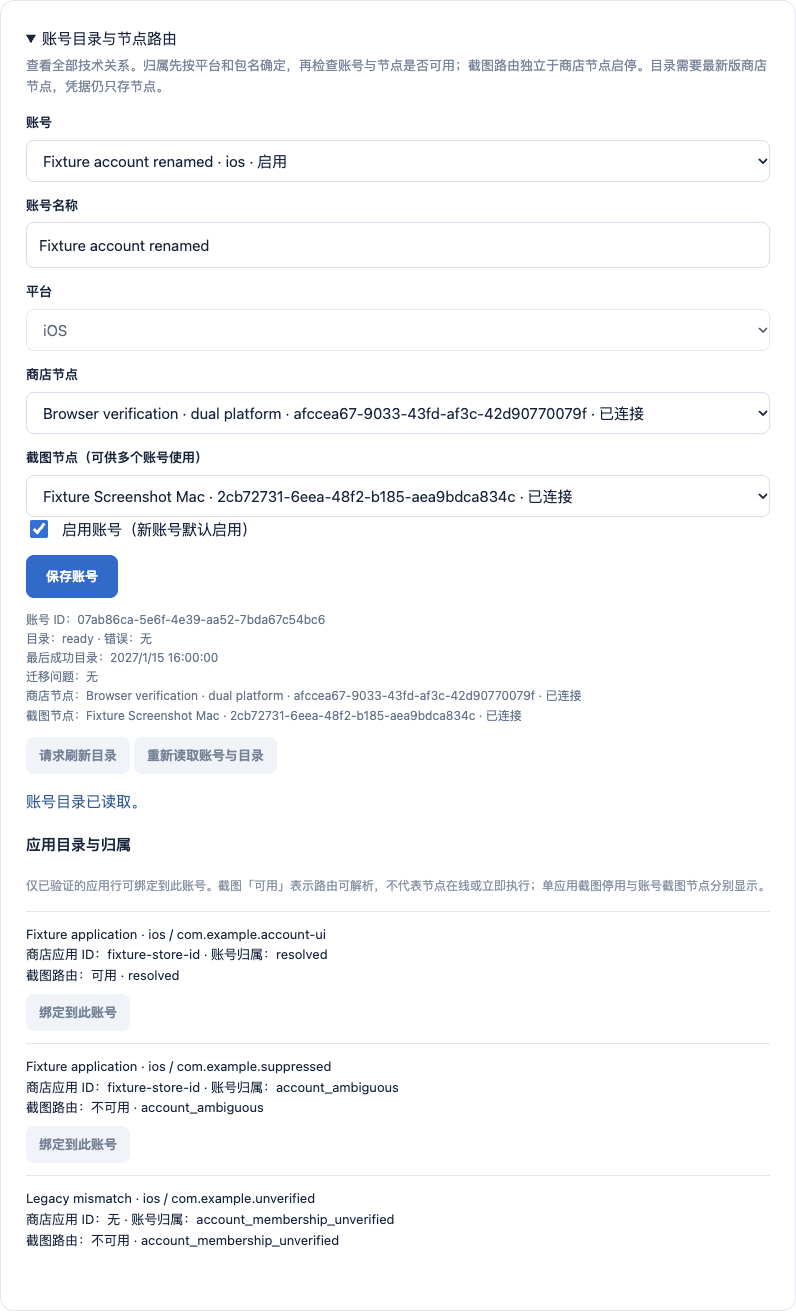 ▼ 账号目录与节点路由
查看全部技术关系。归属先按平台和包名确定，再检查账号与节点是否可用；截图路由独立于商店节点启停。目录需要最新版商店
节点，凭据仍只存节点。
账号
Fixture account renamed · ios · 启用
账号名称
Fixture account renamed
平台
iOS
商店节点
Browser verification · dual platform · afccea67-9033-43fd-af3c-42d90770079f · 已连接
截图节点（可供多个账号使用）
Fixture Screenshot Mac · 2cb72731-6eea-48f2-b185-aea9bdca834c · 已连接
启用账号（新账号默认启用）
保存账号
账号 ID：07ab86ca-5e6f-4e39-aa52-7bda67c54bc6
目录：ready · 错误：无
最后成功目录：2027/1/15 16:00:00
迁移问题：无
商店节点：Browser verification · dual platform · afccea67-9033-43fd-af3c-42d90770079f · 已连接
截图节点：Fixture Screenshot Mac · 2cb72731-6eea-48f2-b185-aea9bdca834c · 已连接
请求刷新目录 重新读取账号与目录
账号目录已读取。
应用目录与归属
仅已验证的应用行可绑定到此账号。截图「可用」表示路由可解析，不代表节点在线或立即执行；单应用截图停用与账号截图节点分别显示。
Fixture application · ios / com.example.account-ui
商店应用 ID：fixture-store-id · 账号归属：resolved
截图路由：可用 · resolved
绑定到此账号
Fixture application · ios / com.example.suppressed
商店应用 ID：fixture-store-id · 账号归属：account_ambiguous
截图路由：不可用 · account_ambiguous
绑定到此账号
Legacy mismatch · ios / com.example.unverified
商店应用 ID：无 · 账号归属：account_membership_unverified
截图路由：不可用 · account_membership_unverified